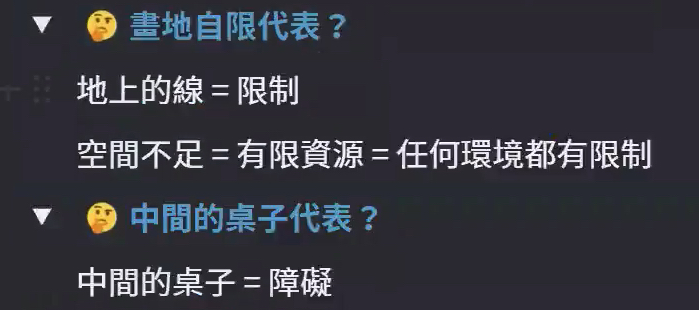 🤔 畫地自限代表？
地上的線 = 限制
空間不足 = 有限資源 = 任何環境都有限制
🤔 中間的桌子代表？
中間的桌子 = 障礙